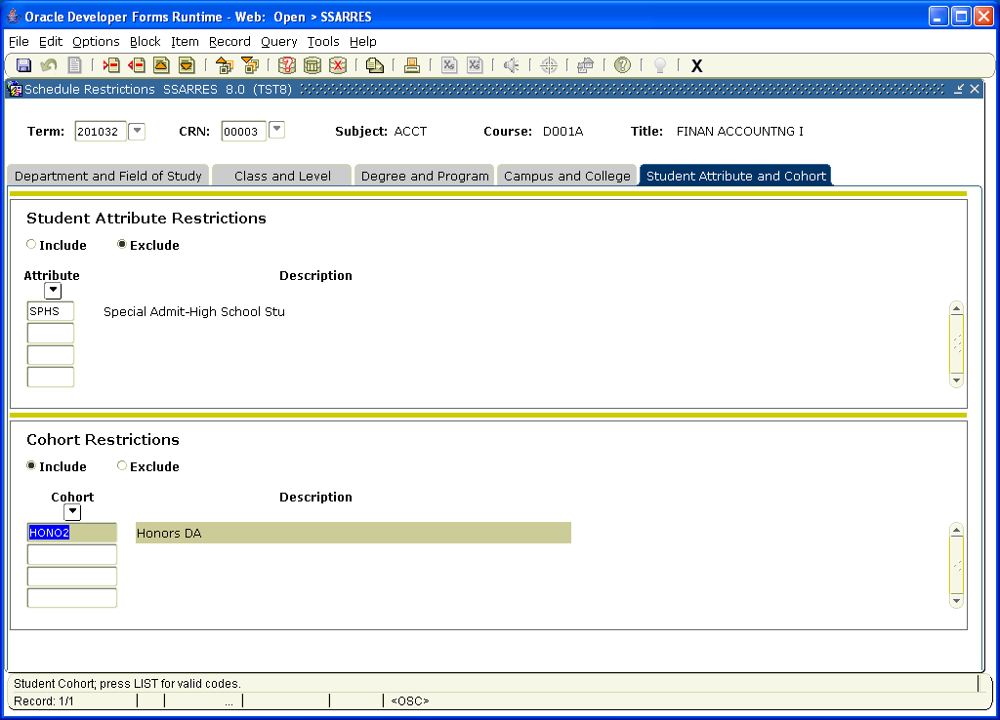 Oracle Developer Forms Runtime - Web: Open > SSARRES
File Edit Options Block Item Record Query Tools Help
X
Schedule Restrictions SSARRES 8.0 (TST8)
Term: 201032 CRN: 00003 Subject: ACCT Course: D001A Title: FINAN ACCOUNTNG I
Department and Field of Study Class and Level Degree and Program Campus and College Student Attribute and Cohort
Student Attribute Restrictions
Include Exclude
Attribute Description
SPHS Special Admit-High School Stu
Cohort Restrictions
Include Exclude
Cohort Description
HONO2 Honors DA
Student Cohort; press LIST for valid codes.
Record: 1/1 ... <OSC>